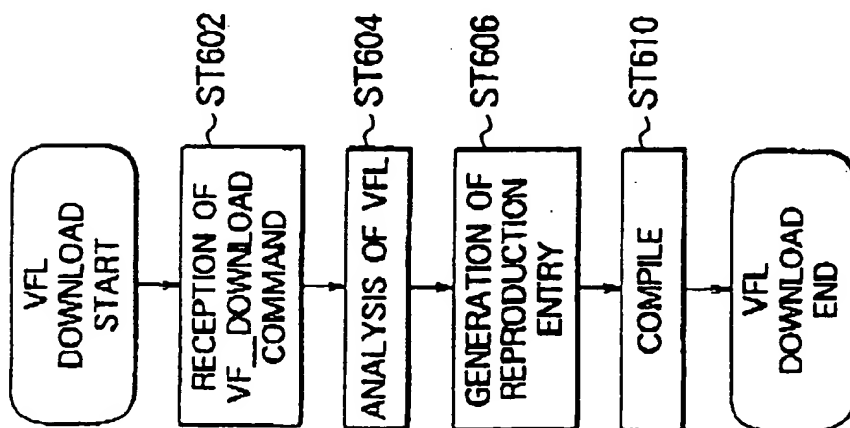 VFL
DOWNLOAD
START
RECEPTION OF
VF_DOWNLOAD
COMMAND
ST602
ANALYSIS OF VFL
ST604
GENERATION OF
REPRODUCTION
ENTRY
ST606
COMPILE
ST610
VFL
DOWNLOAD
END